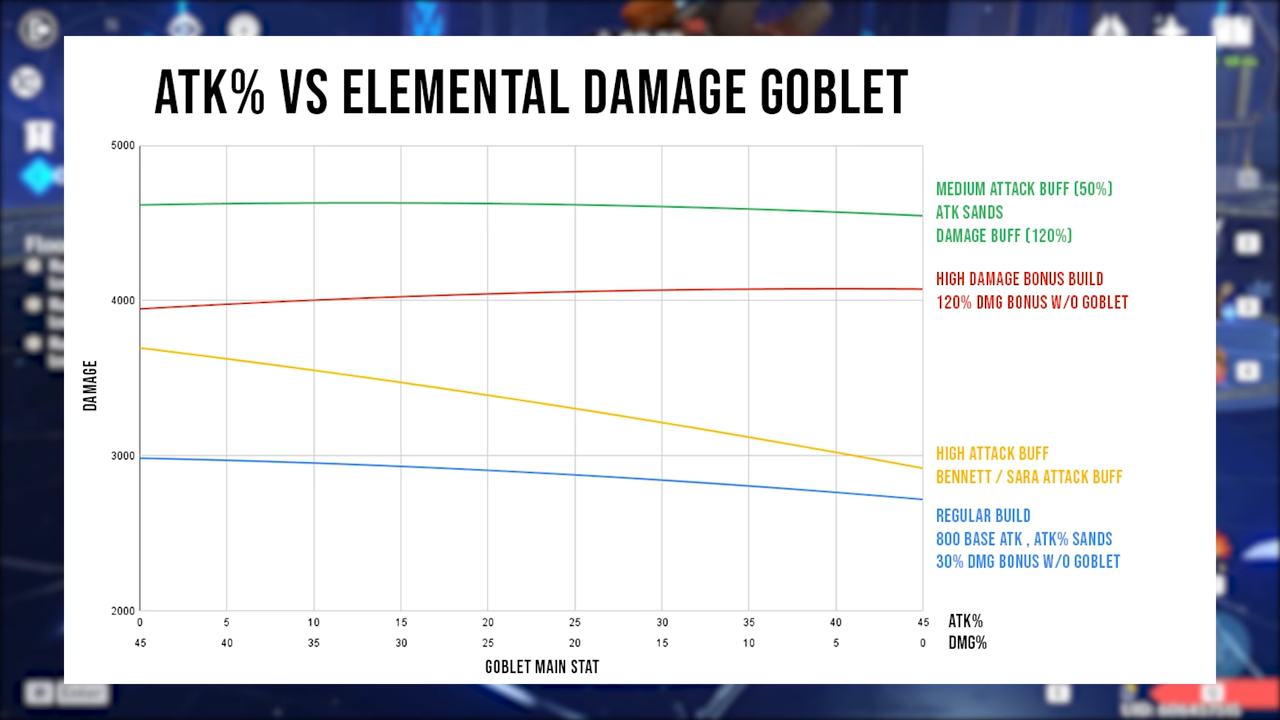 ATK% VS ELEMENTAL DAMAGE GOBLET
5000
4000
3000
2000
DAMAGE
MEDIUM ATTACK BUFF (50%)
ATK SANDS
DAMAGE BUFF (120%)
HIGH DAMAGE BONUS BUILD
120% DMG BONUS W/O GOBLET
HIGH ATTACK BUFF
BENNETT / SARA ATTACK BUFF
REGULAR BUILD
800 BASE ATK , ATK% SANDS
30% DMG BONUS W/O GOBLET
0 5 10 15 20 25 30 35 40 45 ATK%
45 40 35 30 25 20 15 10 5 0 DMG%
GOBLET MAIN STAT